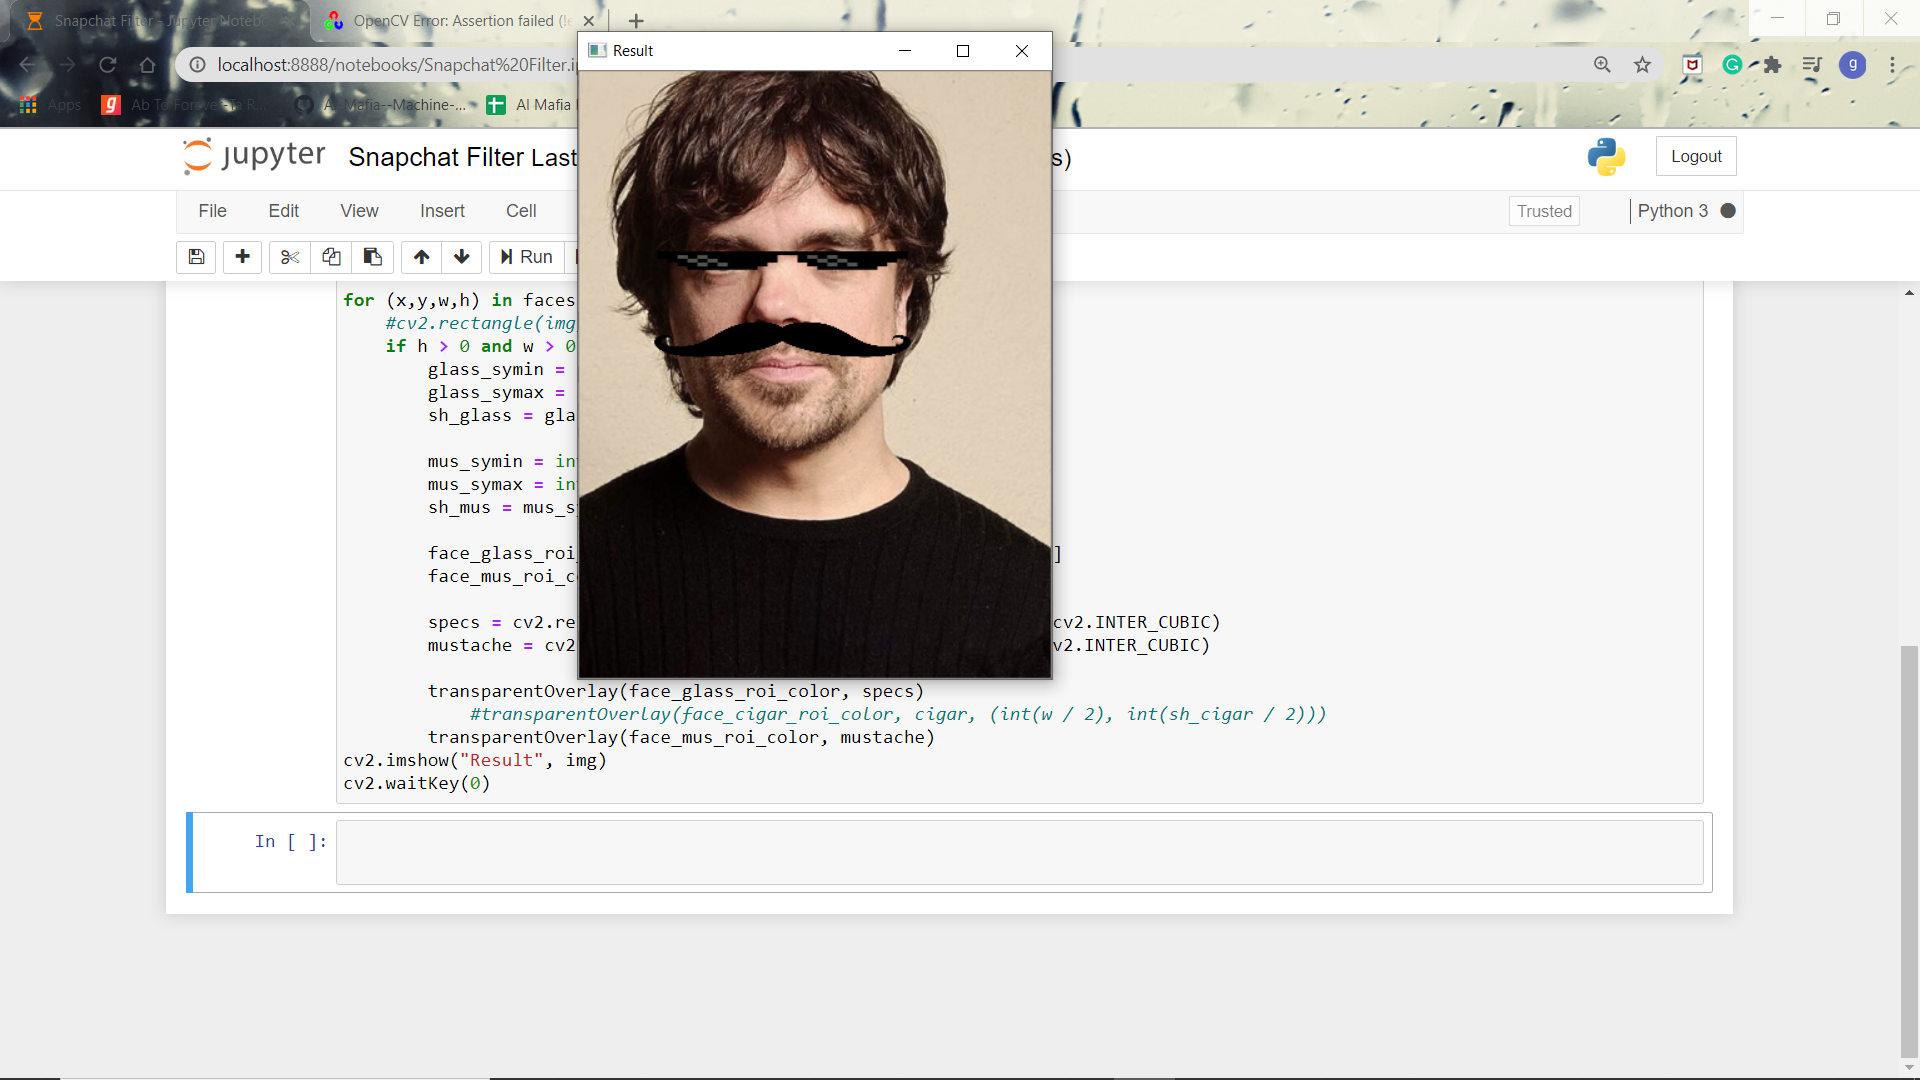 Snapchat Filter - Jupyter Notebo
OpenCV Error: Assertion failed (!e
Result
localhost:8888/notebooks/Snapchat%20Filter.i
g
Apps
Ab To Forever-Ta R...
AI-Mafia--Machine-...
AI Mafia
jupyter
Snapchat Filter Last
s)
Logout
File
Edit
View
Insert
Cell
Trusted
Python 3
Run
for (x,y,w,h) in faces
#cv2.rectangle(img
if h > 0 and w > 0
glass_symin =
glass_symax =
sh_glass = gla
mus_symin = in
mus_symax = in
sh_mus = mus_s
face_glass_roi_ ]
face_mus_roi_c
specs = cv2.re cv2.INTER_CUBIC)
mustache = cv2 v2.INTER_CUBIC)
transparentOverlay(face_glass_roi_color, specs)
#transparentOverlay(face_cigar_roi_color, cigar, (int(w / 2), int(sh_cigar / 2)))
transparentOverlay(face_mus_roi_color, mustache)
cv2.imshow("Result", img)
cv2.waitKey(0)
In [ ]: